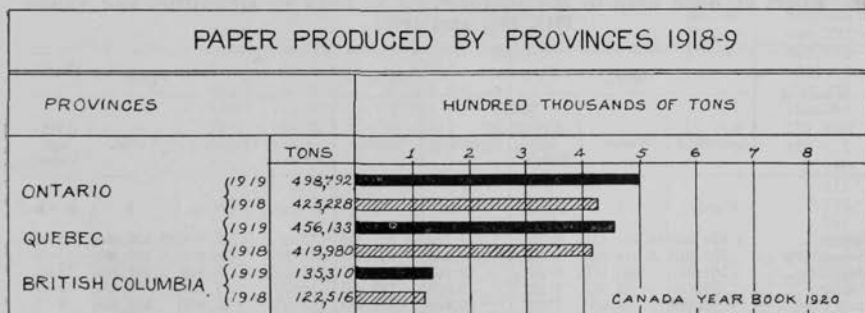 PAPER PRODUCED BY PROVINCES 1918-9
PROVINCES HUNDRED THOUSANDS OF TONS
TONS 1 2 3 4 5 6 7 8
ONTARIO
1919 498,792
1918 425,228
QUEBEC
1919 456,133
1918 419,980
BRITISH COLUMBIA
1919 135,310
1918 122,516
CANADA YEAR BOOK 1920